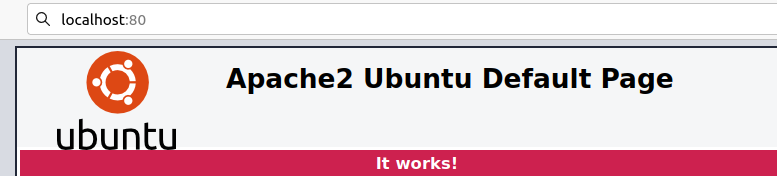 localhost:80
Apache2 Ubuntu Default Page
ubuntu
It works!